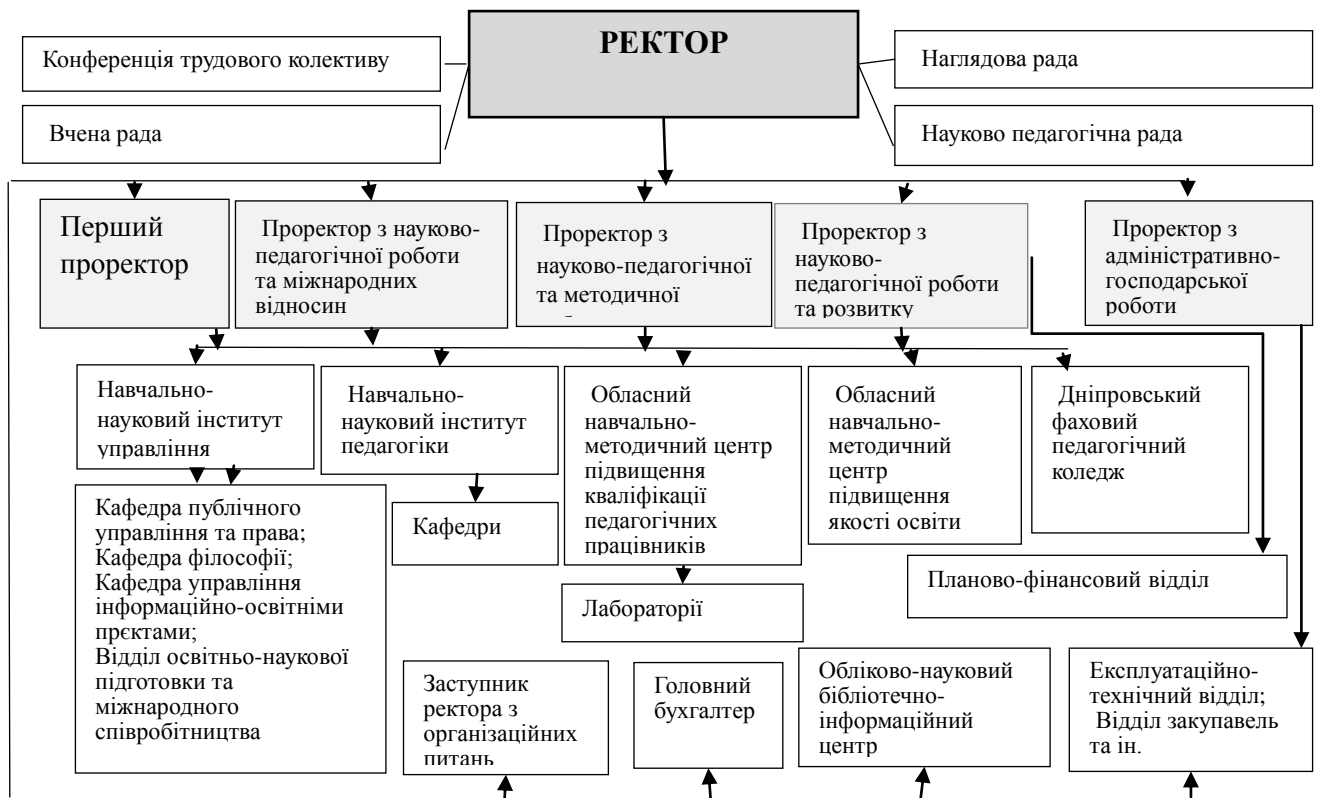 РЕКТОР
Конференція трудового колективу
Наглядова рада
Вчена рада
Науково педагогічна рада
Перший
проректор
Проректор з науково-
педагогічної роботи
та міжнародних
відносин
Проректор з
науково-педагогічної
та методичної
Проректор з
науково-
педагогічної роботи
та розвитку
Проректор з
адміністративно-
господарської
роботи
Навчально-
науковий інститут
управління
Навчально-
науковий інститут
педагогіки
Обласний
навчально-
методичний центр
підвищення
кваліфікації
педагогічних
працівників
Обласний
навчально-
методичний
центр
підвищення
якості освіти
Дніпровський
фаховий
педагогічний
коледж
Кафедра публічного
управління та права;
Кафедра філософії;
Кафедра управління
інформаційно-освітніми
прєктами;
Відділ освітньо-наукової
підготовки та
міжнародного
співробітництва
Кафедри
Лабораторії
Планово-фінансовий відділ
Заступник
ректора з
організаційних
питань
Головний
бухгалтер
Обліково-науковий
бібліотечно-
інформаційний
центр
Експлуатаційно-
технічний відділ;
Відділ закупавель
та ін.